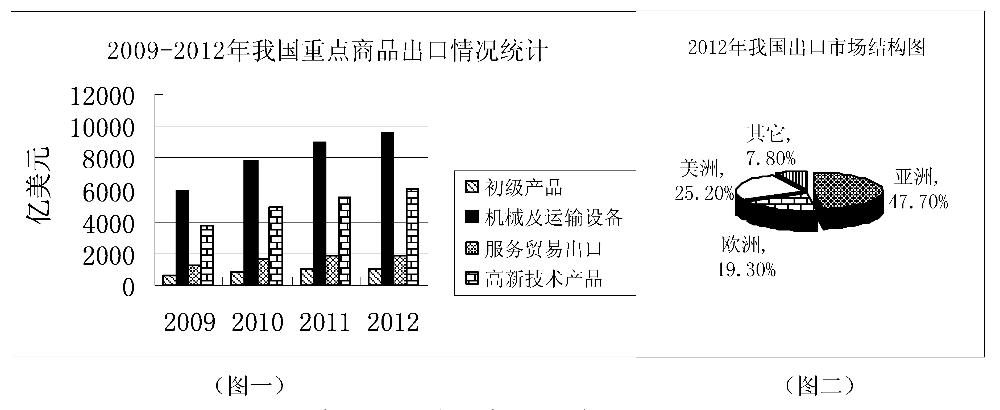 2009-2012年我国重点商品出口情况统计
亿美元
12000
10000
8000
6000
4000
2000
0
2009 2010 2011 2012
初级产品
机械及运输设备
服务贸易出口
高新技术产品
(图一)
2012年我国出口市场结构图
其它,
7.80%
美洲,
25.20%
亚洲,
47.70%
欧洲,
19.30%
(图二)